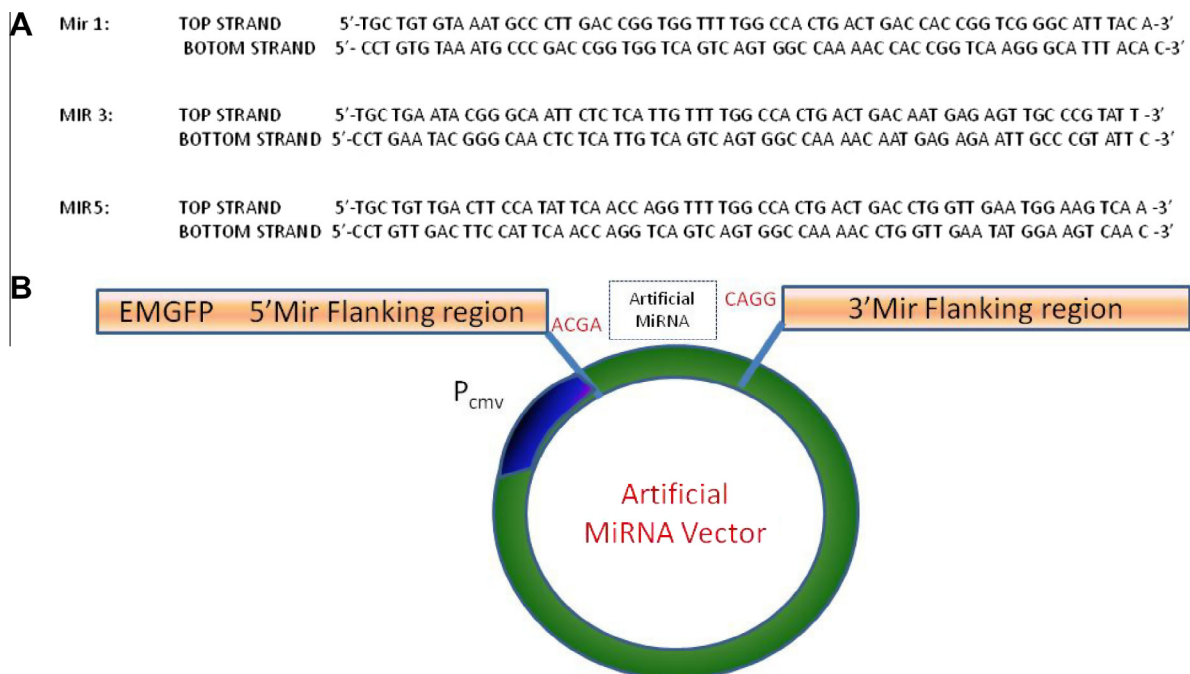 A
Mir 1: TOP STRAND 5′-TGC TGT GTA AAT GCC CTT GAC CGG TGG TTT TGG CCA CTG ACT GAC CAC CGG TCG GGC ATT TAC A-3′
BOTOM STRAND 5′- CCT GTG TAA ATG CCC GAC CGG TGG TCA GTC AGT GGC CAA AAC CAC CGG TCA AGG GCA TTT ACA C-3′
MIR 3: TOP STRAND 5′-TGC TGA ATA CGG GCA ATT CTC TCA TTG TTT TGG CCA CTG ACT GAC AAT GAG AGT TGC CCG TAT T -3′
BOTTOM STRAND 5′-CCT GAA TAC GGG CAA CTC TCA TTG TCA GTC AGT GGC CAA AAC AAT GAG AGA ATT GCC CGT ATT C -3′
MIR5: TOP STRAND 5′-TGC TGT TGA CTT CCA TAT TCA ACC AGG TTT TGG CCA CTG ACT GAC CTG GTT GAA TGG AAG TCA A -3′
BOTTOM STRAND 5′-CCT GTT GAC TTC CAT TCA ACC AGG TCA GTC AGT GGC CAA AAC CTG GTT GAA TAT GGA AGT CAA C -3′
B
EMGFP 5′Mir Flanking region
ACGA
Artificial
MiRNA
CAGG
3′Mir Flanking region
Pcmv
Artificial
MiRNA Vector